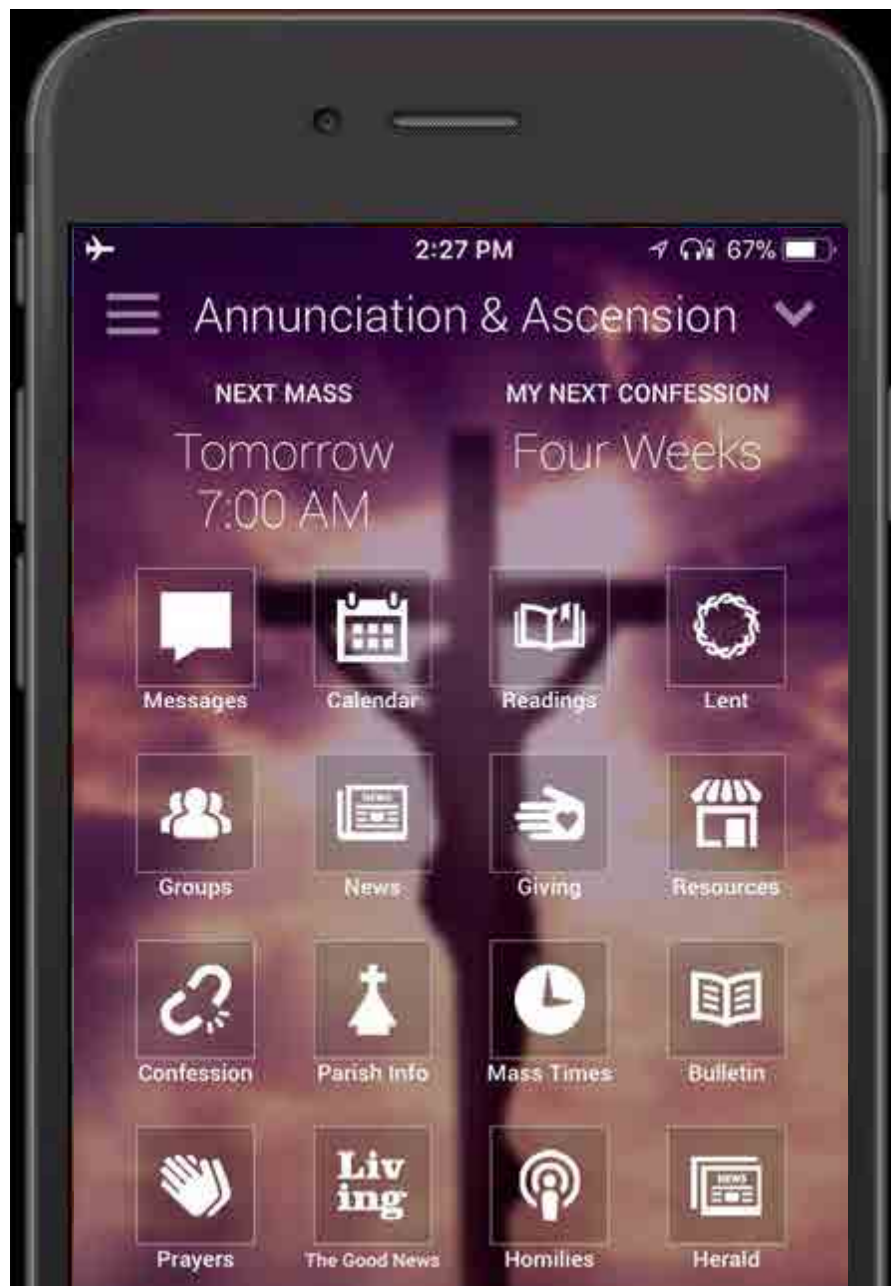 2:27 PM 67%
Annunciation & Ascension
NEXT MASS
Tomorrow
7:00 AM
MY NEXT CONFESSION
Four Weeks
Messages Calendar Readings Lent
NEWS
Groups News Giving Resources
Confession Parish Info Mass Times Bulletin
Liv
ing
NEWS
Prayers The Good News Homilies Herald